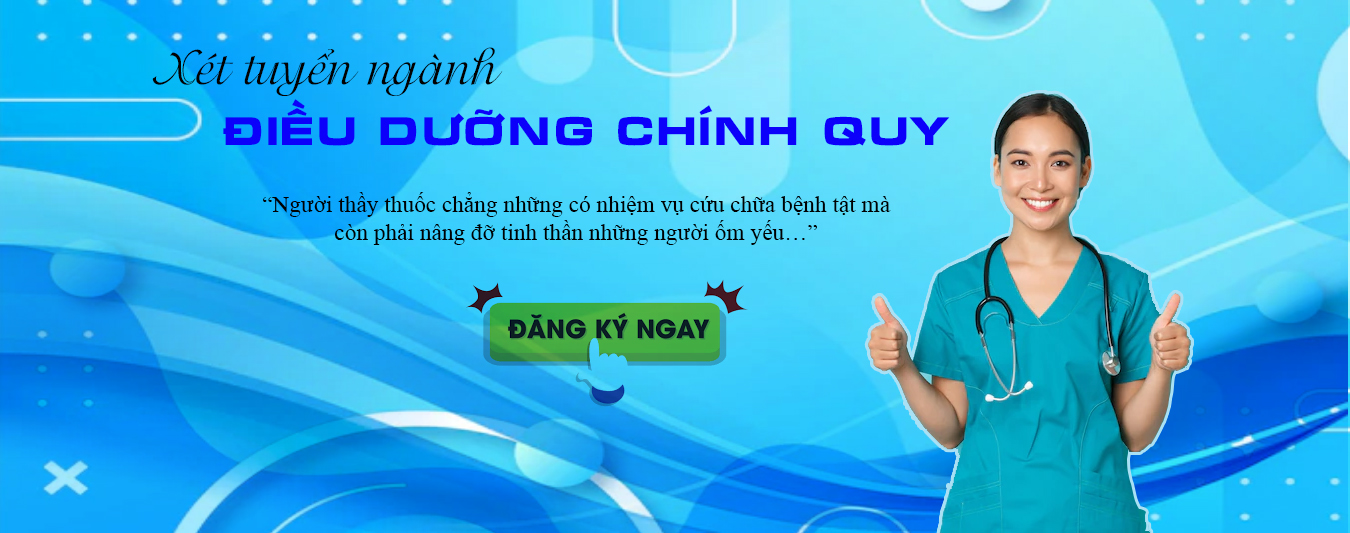 Xét tuyển ngành
ĐIỀU DƯỠNG CHÍNH QUY
“Người thầy thuốc chẳng những có nhiệm vụ cứu chữa bệnh tật mà
còn phải nâng đỡ tinh thần những người ốm yếu…”
ĐĂNG KÝ NGAY